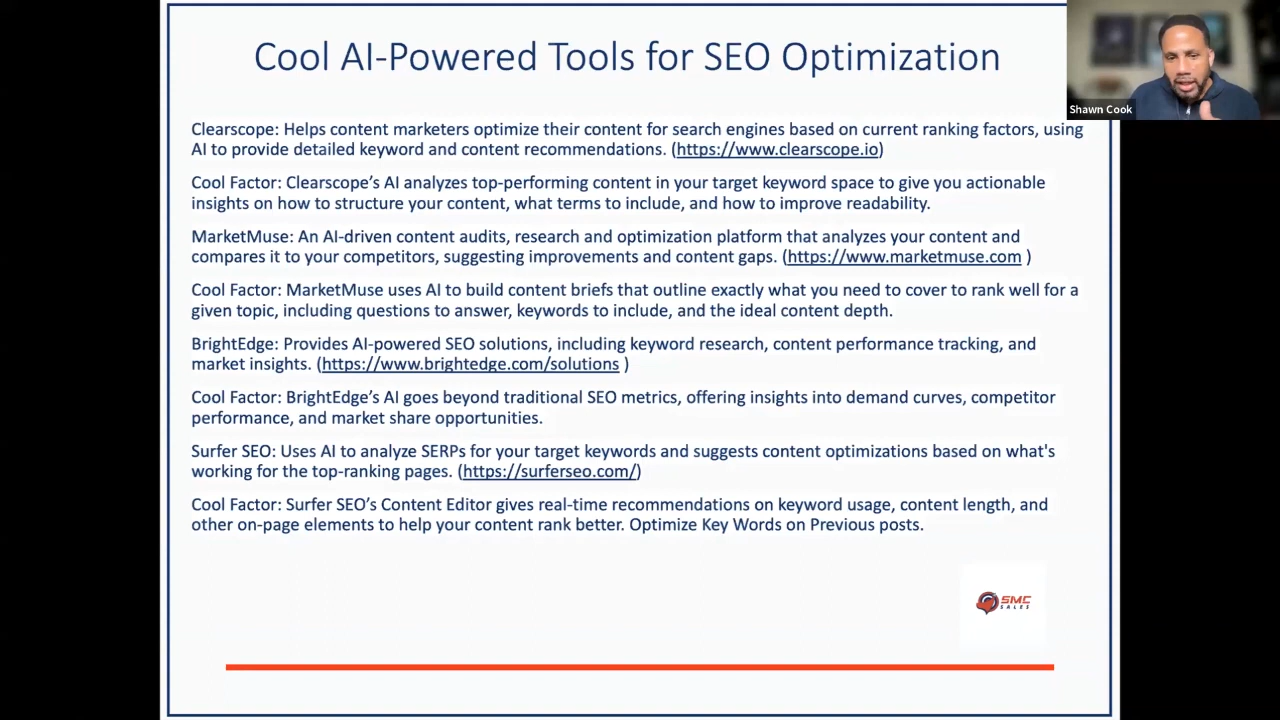 Cool AI-Powered Tools for SEO Optimization
Shawn Cook
Clearscope: Helps content marketers optimize their content for search engines based on current ranking factors, using
AI to provide detailed keyword and content recommendations. (https://www.clearscope.io)
Cool Factor: Clearscope’s AI analyzes top-performing content in your target keyword space to give you actionable
insights on how to structure your content, what terms to include, and how to improve readability.
MarketMuse: An AI-driven content audits, research and optimization platform that analyzes your content and
compares it to your competitors, suggesting improvements and content gaps. (https://www.marketmuse.com )
Cool Factor: MarketMuse uses AI to build content briefs that outline exactly what you need to cover to rank well for a
given topic, including questions to answer, keywords to include, and the ideal content depth.
BrightEdge: Provides AI-powered SEO solutions, including keyword research, content performance tracking, and
market insights. (https://www.brightedge.com/solutions )
Cool Factor: BrightEdge’s AI goes beyond traditional SEO metrics, offering insights into demand curves, competitor
performance, and market share opportunities.
Surfer SEO: Uses AI to analyze SERPs for your target keywords and suggests content optimizations based on what's
working for the top-ranking pages. (https://surferseo.com/)
Cool Factor: Surfer SEO’s Content Editor gives real-time recommendations on keyword usage, content length, and
other on-page elements to help your content rank better. Optimize Key Words on Previous posts.
SMC
SALES